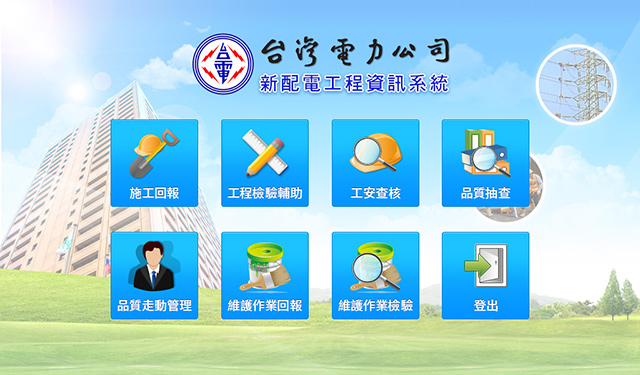 台電
台灣電力公司
新配電工程資訊系統
施工回報
工程檢驗輔助
工安查核
品質抽查
品質走動管理
維護作業回報
維護作業檢驗
登出